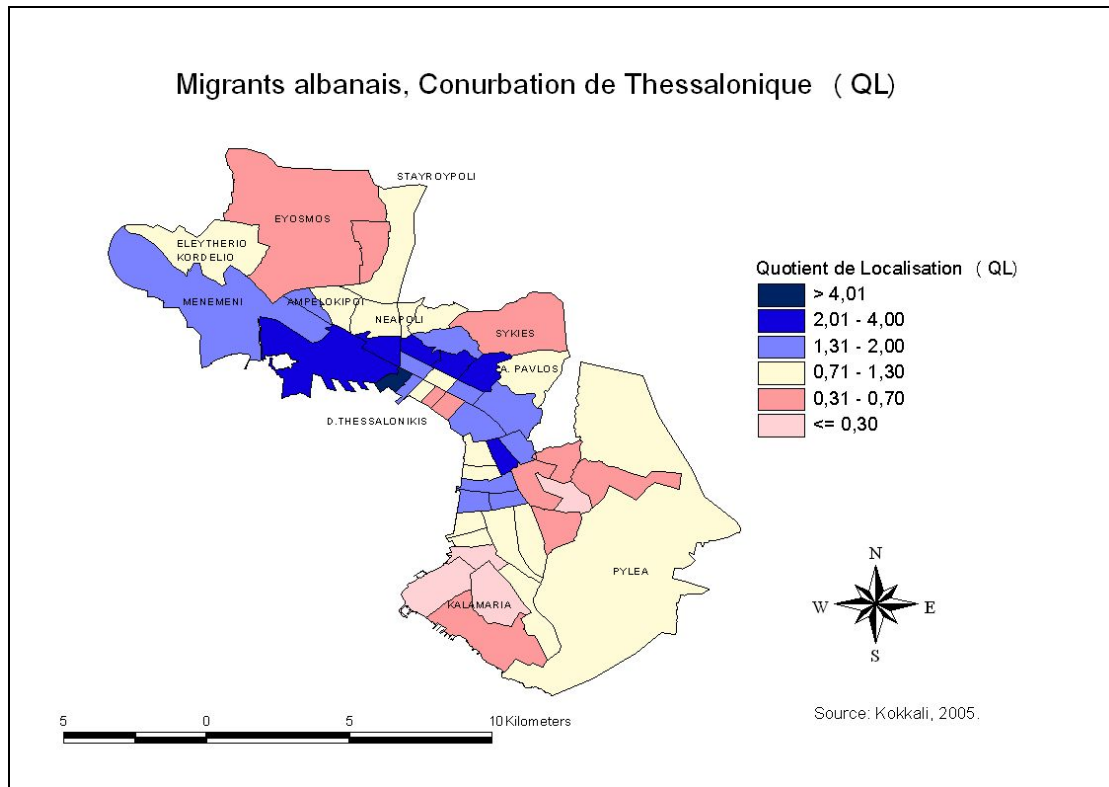 Migrants albanais, Conurbation de Thessalonique ( QL)
STAYROYPOLI
EYOSMOS
ELEYTHERIO
KORDELIO
MENEMENI
AMPELOKIPOI
NEAPOLI
SYKIES
A. PAVLOS
D.THESSALONIKIS
PYLEA
KALAMARIA
Quotient de Localisation ( QL)
> 4,01
2,01 - 4,00
1,31 - 2,00
0,71 - 1,30
0,31 - 0,70
<= 0,30
N
W E
S
5 0 5 10 Kilometers
Source: Kokkali, 2005.